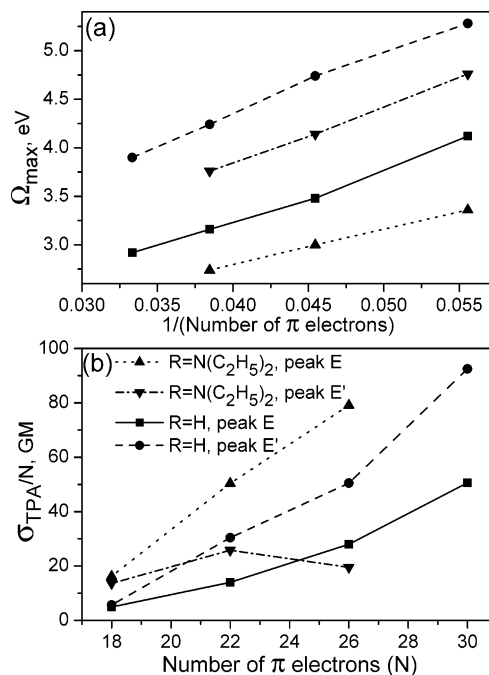 (a)
5.0
4.5
4.0
3.5
3.0
Ωmax, eV
0.030 0.035 0.040 0.045 0.050 0.055
1/(Number of π electrons)
(b)
R=N(C2H5)2, peak E
R=N(C2H5)2, peak E'
R=H, peak E
R=H, peak E'
100
80
60
40
20
0
σTPA/N, GM
18 20 22 24 26 28 30
Number of π electrons (N)